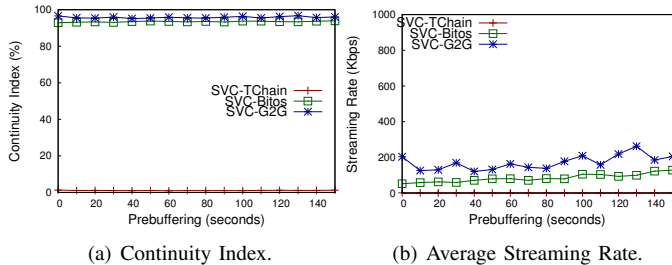 Continuity Index (%)
100
80
60
40
20
0
SVC-TChain
SVC-Bitos
SVC-G2G
0 20 40 60 80 100 120 140
Prebuffering (seconds)
(a) Continuity Index.
Streaming Rate (Kbps)
1000
800
600
400
200
0
SVC-TChain
SVC-Bitos
SVC-G2G
0 20 40 60 80 100 120 140
Prebuffering (seconds)
(b) Average Streaming Rate.